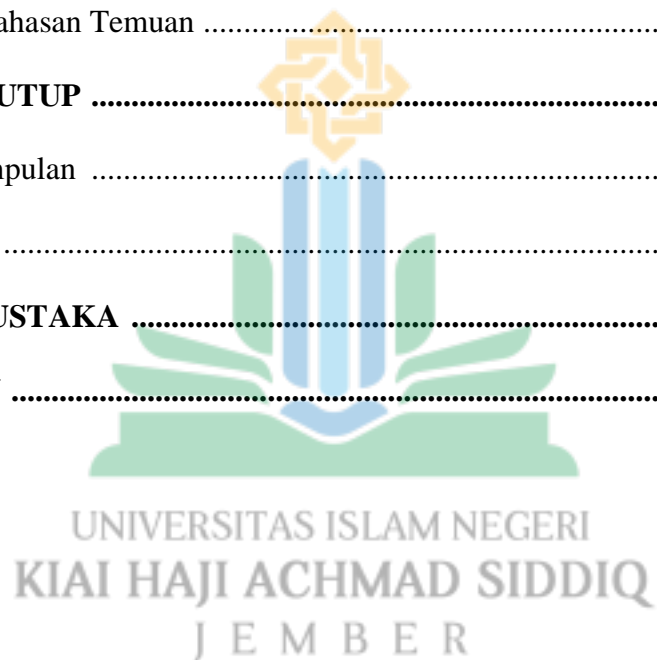 ahasan Temuan ........................................................................
UTUP ......................................................................
npulan ......................................................................
.................................................................................
USTAKA .................................................................
................................................................................
UNIVERSITAS ISLAM NEGERI
KIAI HAJI ACHMAD SIDDIQ
J E M B E R